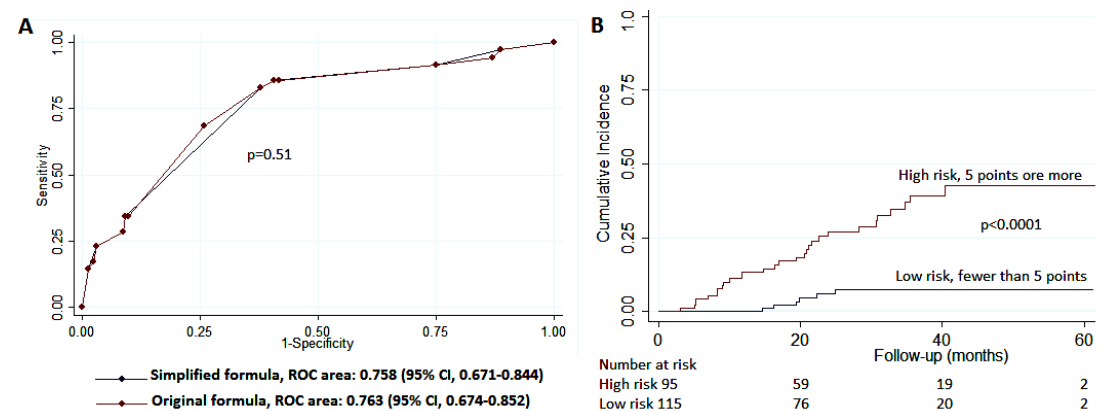 A
1.00
0.75
0.50
0.25
0.00
Sensitivity
p=0.51
0.00 0.25 0.50 0.75 1.00
1-Specificity
Simplified formula, ROC area: 0.758 (95% CI, 0.671-0.844)
Original formula, ROC area: 0.763 (95% CI, 0.674-0.852)
B
1.0
0.75
0.50
0.25
0.00
Cumulative Incidence
High risk, 5 points ore more
p<0.0001
Low risk, fewer than 5 points
0 20 40 60
Follow-up (months)
Number at risk
High risk 95 59 19 2
Low risk 115 76 20 2